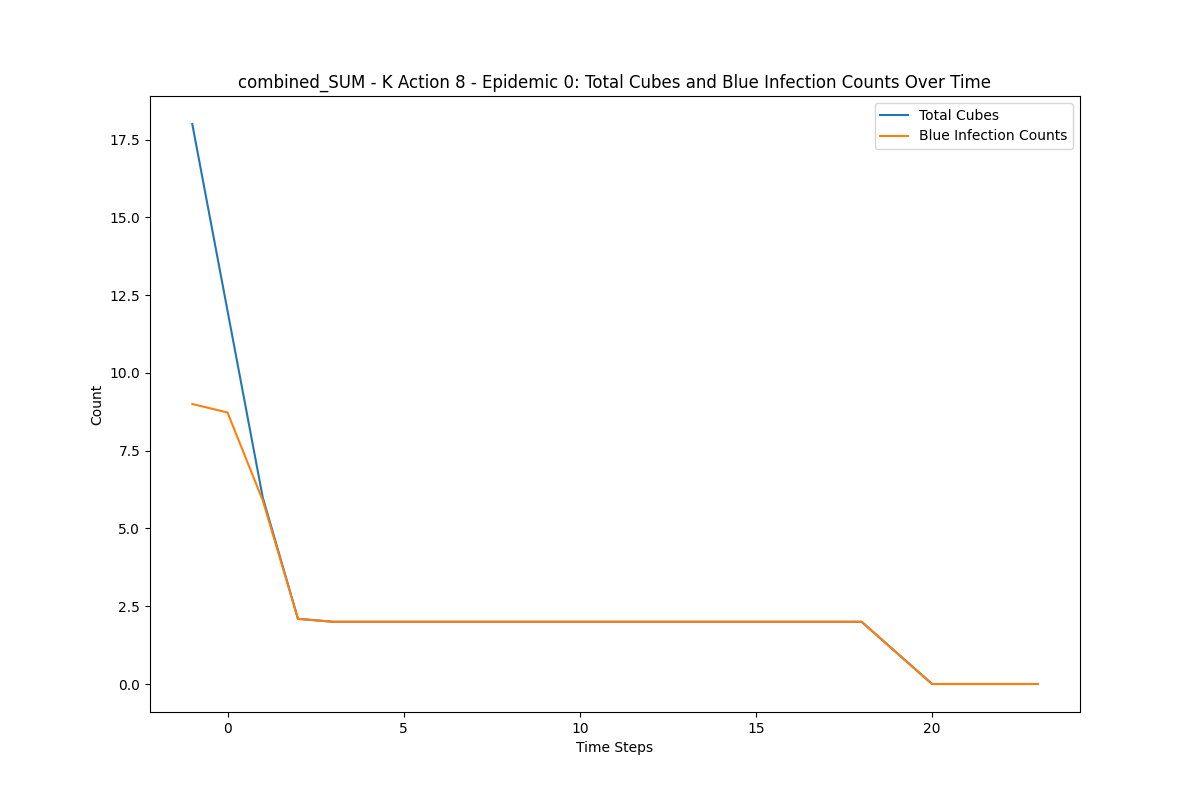 combined_SUM - K Action 8 - Epidemic 0: Total Cubes and Blue Infection Counts Over Time
Total Cubes
Blue Infection Counts
17.5
15.0
12.5
10.0
7.5
5.0
2.5
0.0
Count
0 5 10 15 20
Time Steps